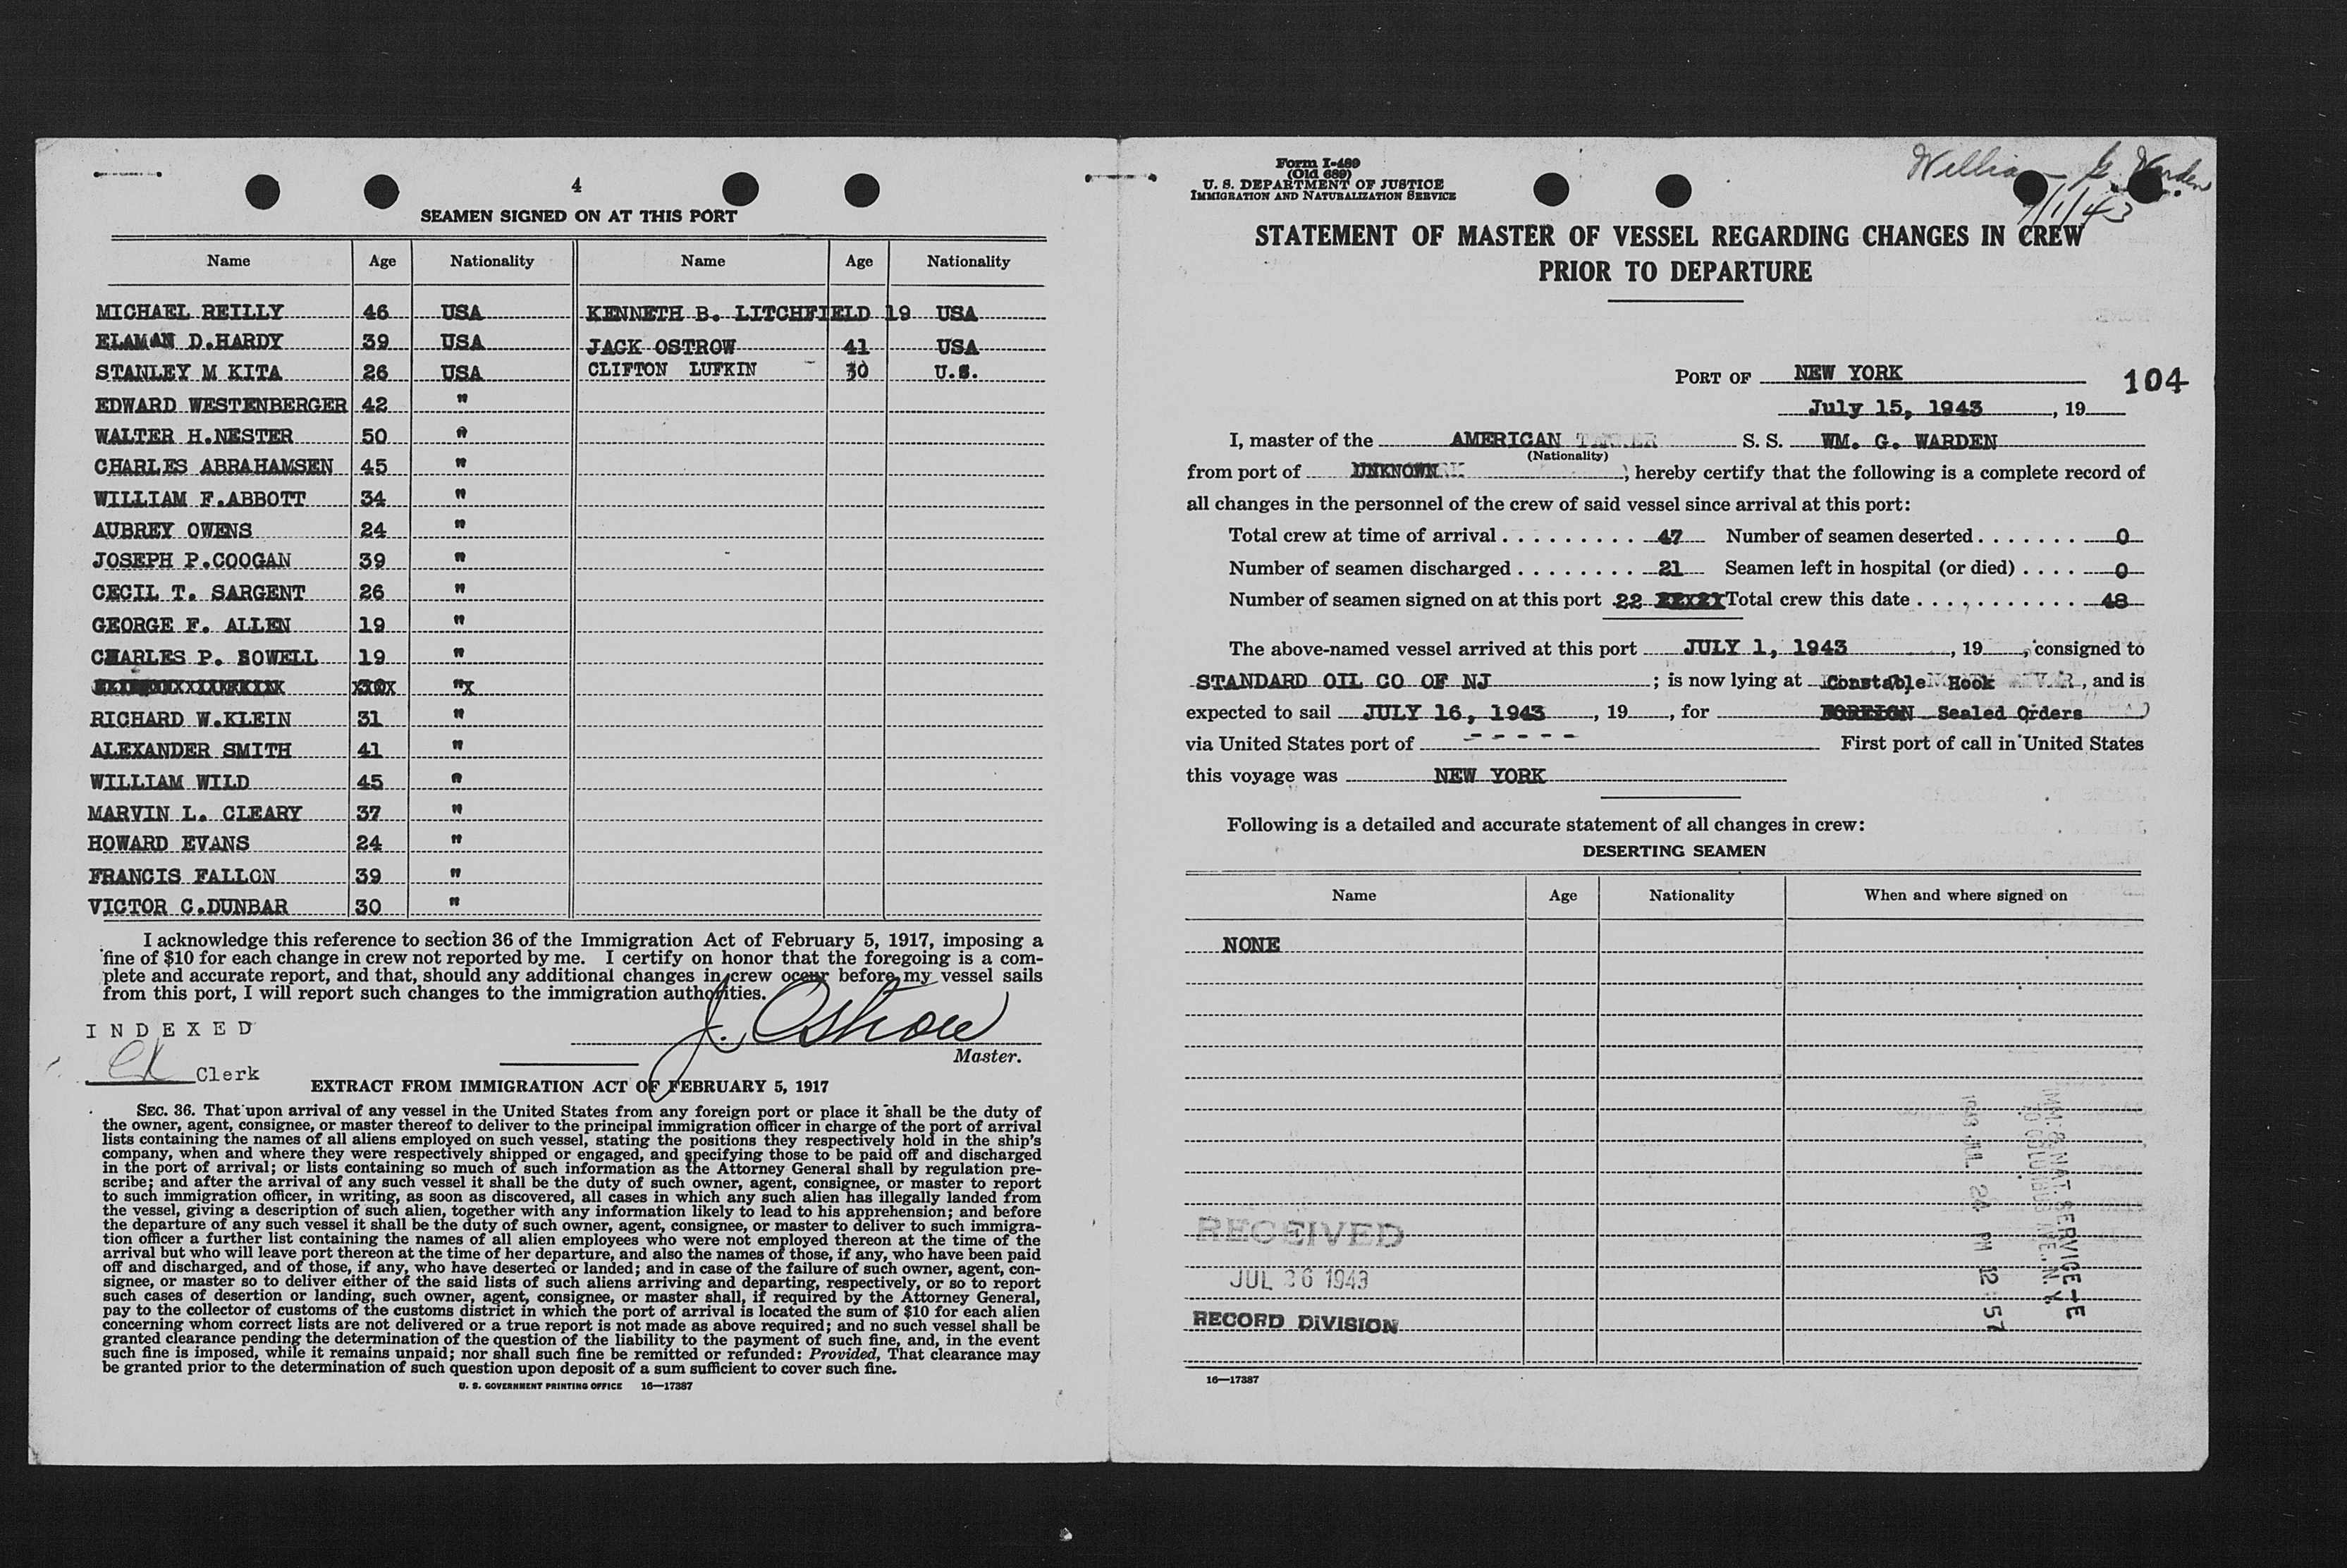 4
SEAMEN SIGNED ON AT THIS PORT
Name Age Nationality Name Age Nationality
MICHAEL REILLY 46 USA KENNETH B. LITCHFIELD 19 USA
ELAMAN D.HARDY 39 USA JACK OSTROW 41 USA
STANLEY M KITA 26 USA CLIFTON LUFKIN 30 U.S.
EDWARD WESTENBERGER 42 "
WALTER H.NESTER 50 "
CHARLES ABRAHAMSEN 45 "
WILLIAM F.ABBOTT 34 "
AUBREY OWENS 24 "
JOSEPH P.COOGAN 39 "
CECIL T. SARGENT 26 "
GEORGE F. ALLEN 19 "
CHARLES P. SOWELL 19 "
"X
RICHARD W.KLEIN 31 "
ALEXANDER SMITH 41 "
WILLIAM WILD 45 "
MARVIN L. CLEARY 37 "
HOWARD EVANS 24 "
FRANCIS FALLON 39 "
VICTOR C.DUNBAR 30 "
I acknowledge this reference to section 36 of the Immigration Act of February 5, 1917, imposing a
fine of $10 for each change in crew not reported by me. I certify on honor that the foregoing is a com-
plete and accurate report, and that, should any additional changes in crew occur before my vessel sails
from this port, I will report such changes to the immigration authorities.
INDEXED
J. Ostrow
Master.
Clerk
EXTRACT FROM IMMIGRATION ACT OF FEBRUARY 5, 1917
SEC. 36. That upon arrival of any vessel in the United States from any foreign port or place it shall be the duty of
the owner, agent, consignee, or master thereof to deliver to the principal immigration officer in charge of the port of arrival
lists containing the names of all aliens employed on such vessel, stating the positions they respectively hold in the ship's
company, when and where they were respectively shipped or engaged, and specifying those to be paid off and discharged
in the port of arrival; or lists containing so much of such information as the Attorney General shall by regulation pre-
scribe; and after the arrival of any such vessel it shall be the duty of such owner, agent, consignee, or master to report
to such immigration officer, in writing, as soon as discovered, all cases in which any such alien has illegally landed from
the vessel, giving a description of such alien, together with any information likely to lead to his apprehension; and before
the departure of any such vessel it shall be the duty of such owner, agent, consignee, or master to deliver to such immigra-
tion officer a further list containing the names of all alien employees who were not employed thereon at the time of the
arrival but who will leave port thereon at the time of her departure, and also the names of those, if any, who have been paid
off and discharged, and of those, if any, who have deserted or landed; and in case of the failure of such owner, agent, con-
signee, or master so to deliver either of the said lists of such aliens arriving and departing, respectively, or so to report
such cases of desertion or landing, such owner, agent, consignee, or master shall, if required by the Attorney General,
pay to the collector of customs of the customs district in which the port of arrival is located the sum of $10 for each alien
concerning whom correct lists are not delivered or a true report is not made as above required; and no such vessel shall be
granted clearance pending the determination of the question of the liability to the payment of such fine, and, in the event
such fine is imposed, while it remains unpaid; nor shall such fine be remitted or refunded: Provided, That clearance may
be granted prior to the determination of such question upon deposit of a sum sufficient to cover such fine.
U. S. GOVERNMENT PRINTING OFFICE 16—17387
Form I-489
(Old 689)
U. S. DEPARTMENT OF JUSTICE
IMMIGRATION AND NATURALIZATION SERVICE
William G. Warden
7/1/43
STATEMENT OF MASTER OF VESSEL REGARDING CHANGES IN CREW
PRIOR TO DEPARTURE
PORT OF NEW YORK
104
July 15, 1943, 19
I, master of the AMERICAN S. S. WM. G. WARDEN
(Nationality)
from port of UNKNOWN, hereby certify that the following is a complete record of
all changes in the personnel of the crew of said vessel since arrival at this port:
Total crew at time of arrival . . . . . . . . . . 47 Number of seamen deserted . . . . . . . 0
Number of seamen discharged . . . . . . . . 21 Seamen left in hospital (or died) . . . . 0
Number of seamen signed on at this port 22 Total crew this date . . . . . . . . . . . . 48
The above-named vessel arrived at this port JULY 1, 1943, 19, consigned to
STANDARD OIL CO OF NJ; is now lying at Constable Hook, and is
expected to sail JULY 16, 1943, 19, for FOREIGN Sealed Orders
via United States port of - - - - - First port of call in United States
this voyage was NEW YORK
Following is a detailed and accurate statement of all changes in crew:
DESERTING SEAMEN
Name Age Nationality When and where signed on
NONE
RECEIVED
JUL 26 1943
RECORD DIVISION
IMM. & NAT. SERVICE-E
70 COLUMBUS AVE. N.Y.
1943 JUL 24 PM 12:57
16—17387